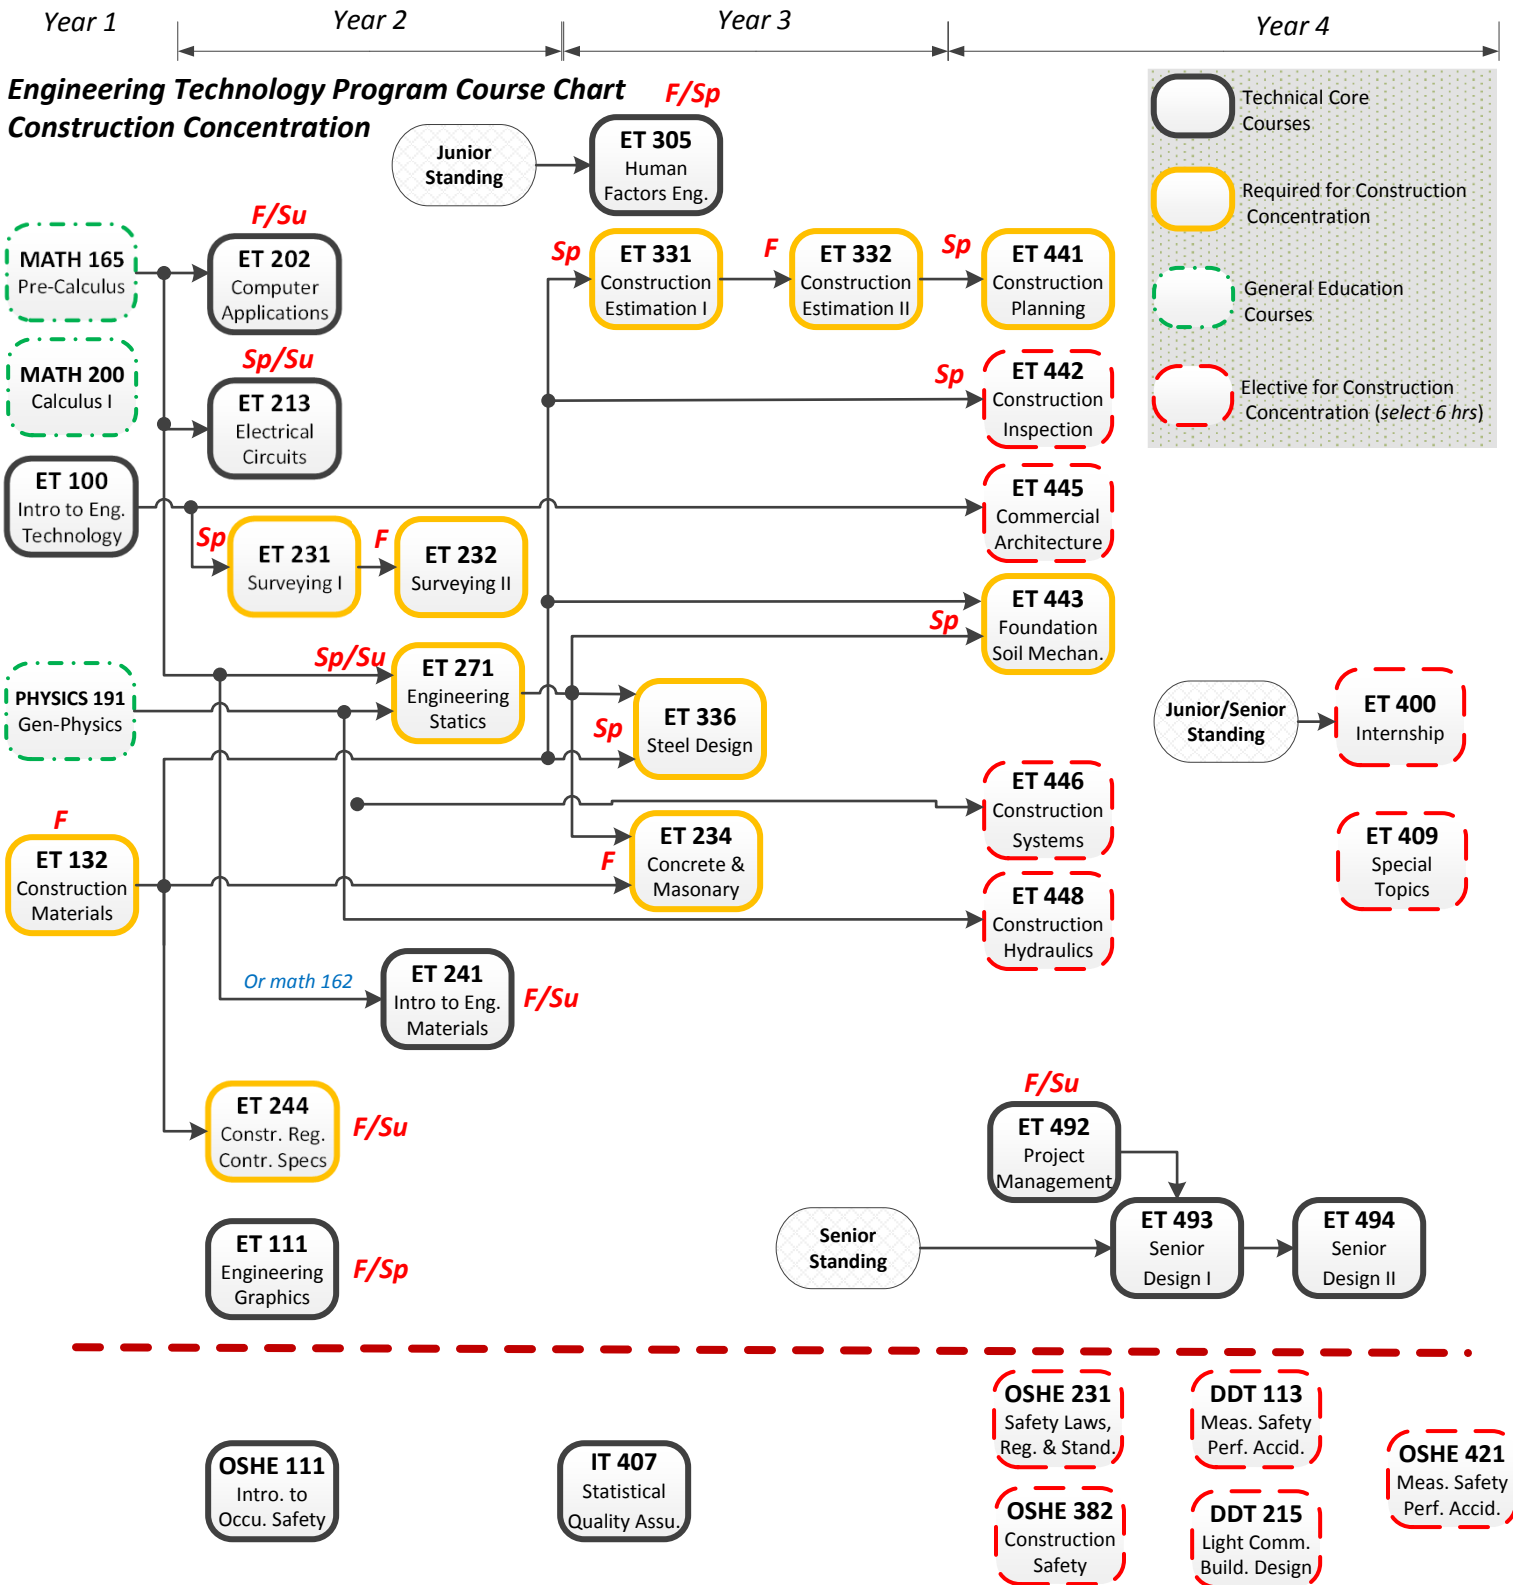 Year 1
Year 2
Year 3
Year 4
Engineering Technology Program Course Chart
Construction Concentration
F/Sp
Junior
Standing
ET 305
Human
Factors Eng.
Technical Core
Courses
Required for Construction
Concentration
General Education
Courses
Elective for Construction
Concentration (select 6 hrs)
MATH 165
Pre-Calculus
F/Su
ET 202
Computer
Applications
Sp
ET 331
Construction
Estimation I
F
ET 332
Construction
Estimation II
Sp
ET 441
Construction
Planning
MATH 200
Calculus I
Sp/Su
ET 213
Electrical
Circuits
Sp
ET 442
Construction
Inspection
ET 100
Intro to Eng.
Technology
ET 445
Commercial
Architecture
Sp
ET 231
Surveying I
F
ET 232
Surveying II
ET 443
Foundation
Soil Mechan.
Sp
PHYSICS 191
Gen-Physics
Sp/Su
ET 271
Engineering
Statics
Sp
ET 336
Steel Design
Junior/Senior
Standing
ET 400
Internship
ET 446
Construction
Systems
F
ET 132
Construction
Materials
F
ET 234
Concrete &
Masonary
ET 409
Special
Topics
ET 448
Construction
Hydraulics
Or math 162
ET 241
Intro to Eng.
Materials
F/Su
ET 244
Constr. Reg.
Contr. Specs
F/Su
F/Su
ET 492
Project
Management
ET 111
Engineering
Graphics
F/Sp
Senior
Standing
ET 493
Senior
Design I
ET 494
Senior
Design II
OSHE 111
Intro. to
Occu. Safety
IT 407
Statistical
Quality Assu.
OSHE 231
Safety Laws,
Reg. & Stand.
DDT 113
Meas. Safety
Perf. Accid.
OSHE 421
Meas. Safety
Perf. Accid.
OSHE 382
Construction
Safety
DDT 215
Light Comm.
Build. Design